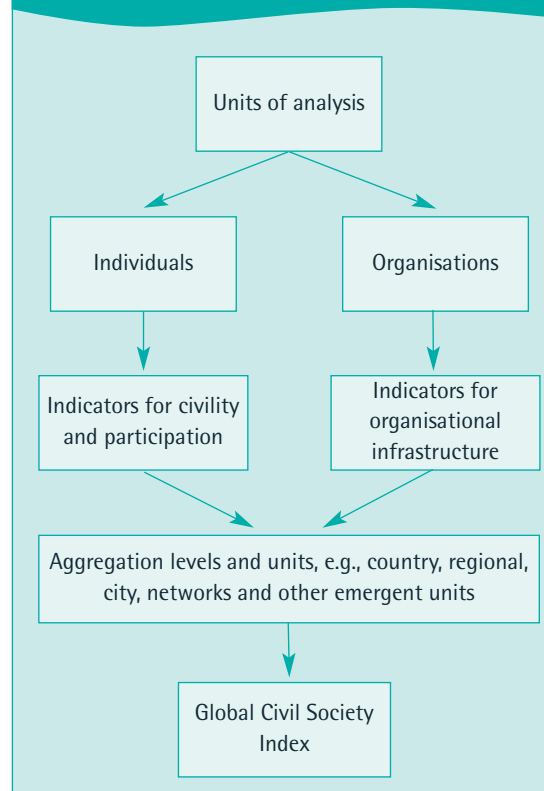 Units of analysis
Individuals
Organisations
Indicators for civility
and participation
Indicators for
organisational
infrastructure
Aggregation levels and units, e.g., country, regional,
city, networks and other emergent units
Global Civil Society
Index